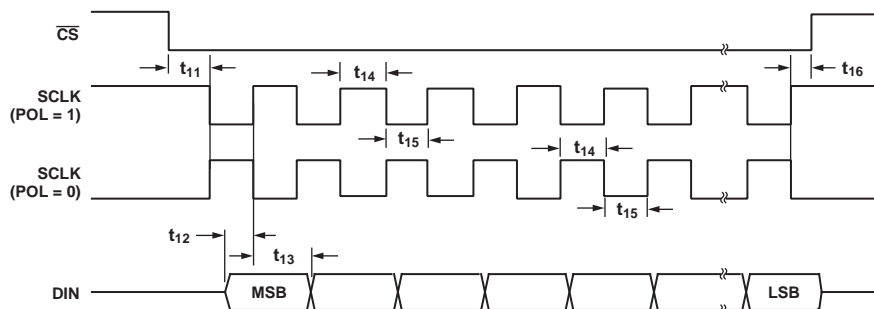 CS
t11
t14
t16
SCLK
(POL = 1)
t15
t14
SCLK
(POL = 0)
t15
t12
t13
DIN
MSB
LSB